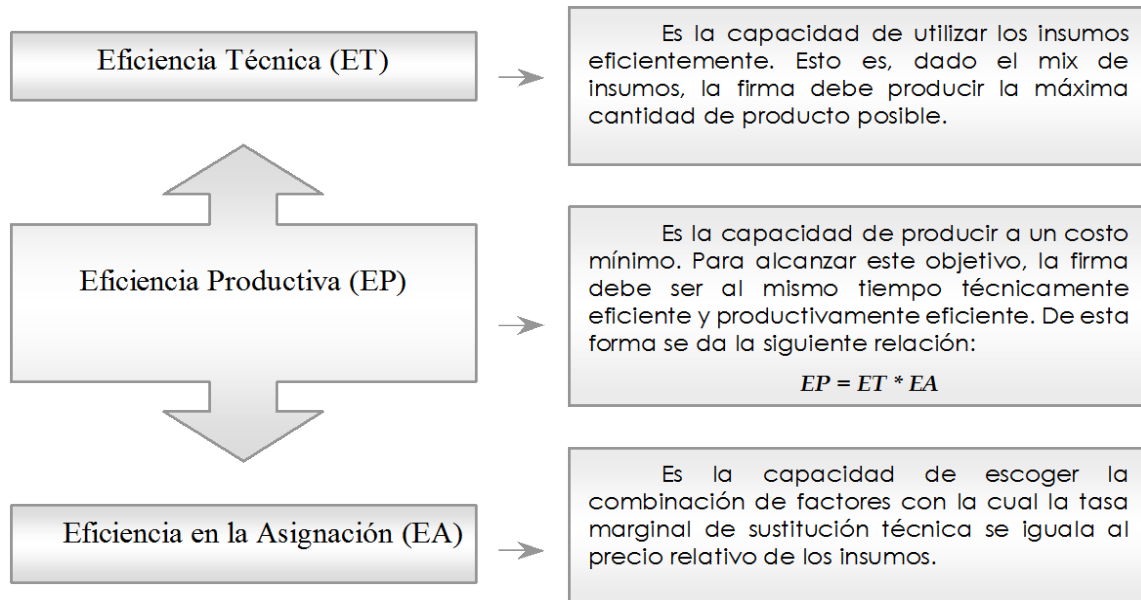 Eficiencia Técnica (ET)
Es la capacidad de utilizar los insumos
eficientemente. Esto es, dado el mix de
insumos, la firma debe producir la máxima
cantidad de producto posible.
Eficiencia Productiva (EP)
Es la capacidad de producir a un costo
mínimo. Para alcanzar este objetivo, la firma
debe ser al mismo tiempo técnicamente
eficiente y productivamente eficiente. De esta
forma se da la siguiente relación:
EP = ET * EA
Eficiencia en la Asignación (EA)
Es la capacidad de escoger la
combinación de factores con la cual la tasa
marginal de sustitución técnica se iguala al
precio relativo de los insumos.